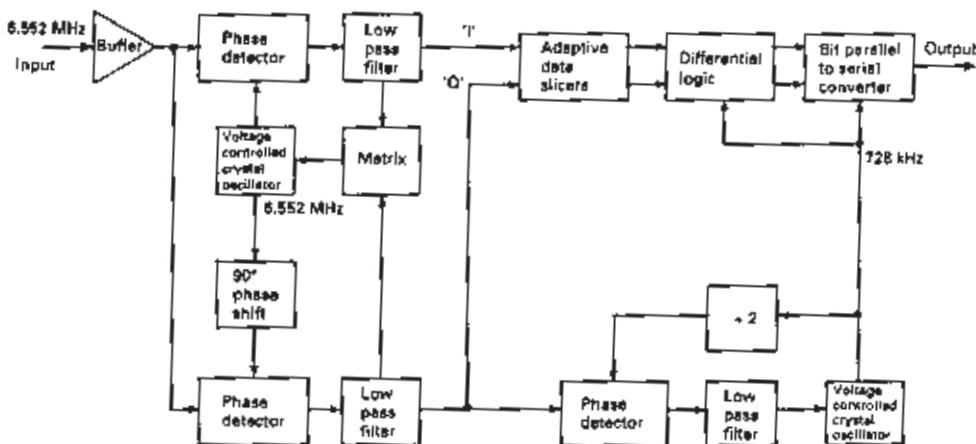 6.552 MHz
Input
Buffer
Phase
detector
Low
pass
filter
'I'
'Q'
Adaptive
data
slicers
Differential
logic
Bit parallel
to serial
converter
Output
Voltage
controlled
crystal
oscillator
Matrix
728 kHz
6.552 MHz
90°
phase
shift
÷ 2
Phase
detector
Low
pass
filter
Phase
detector
Low
pass
filter
Voltage
controlled
crystal
oscillator